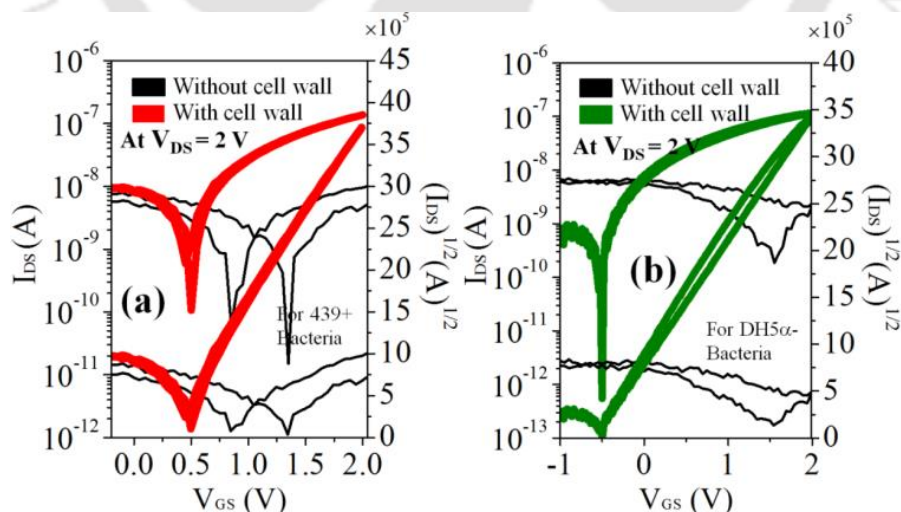 ×10⁵
10⁻⁶
10⁻⁷
10⁻⁸
10⁻⁹
10⁻¹⁰
10⁻¹¹
10⁻¹²
I_DS (A)
Without cell wall
With cell wall
At V_DS = 2 V
(a)
For 439+
Bacteria
45
40
35
30
25
20
15
10
5
0
(I_DS)^1/2 (A)^1/2
0.0 0.5 1.0 1.5 2.0
V_GS (V)
×10⁵
10⁻⁶
10⁻⁷
10⁻⁸
10⁻⁹
10⁻¹⁰
10⁻¹¹
10⁻¹²
10⁻¹³
I_DS (A)
Without cell wall
With cell wall
At V_DS = 2 V
(b)
For DH5α-
Bacteria
40
35
30
25
20
15
10
5
0
(I_DS)^1/2 (A)^1/2
-1 0 1 2
V_GS (V)